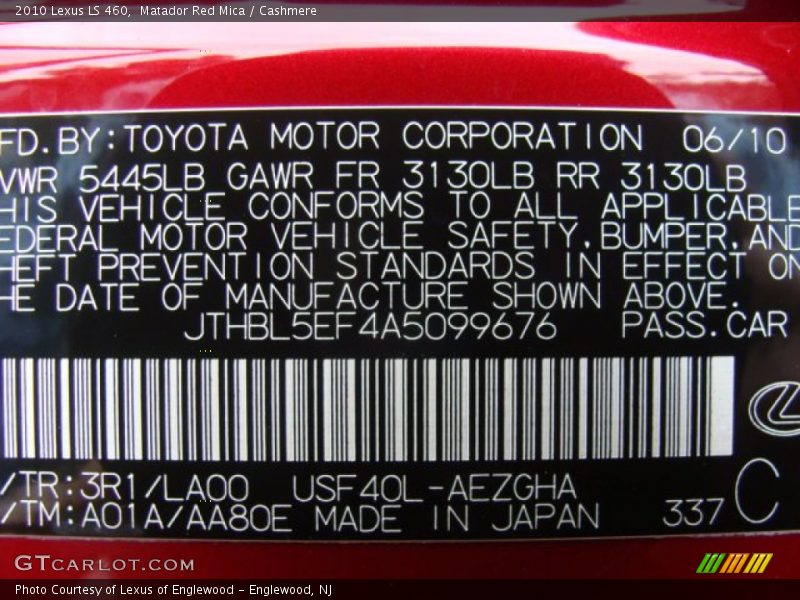 2010 Lexus LS 460, Matador Red Mica / Cashmere
FD.BY:TOYOTA MOTOR CORPORATION 06/10
VWR 5445LB GAWR FR 3130LB RR 3130LB
HIS VEHICLE CONFORMS TO ALL APPLICABLE
EDERAL MOTOR VEHICLE SAFETY,BUMPER,AND
HEFT PREVENTION STANDARDS IN EFFECT ON
HE DATE OF MANUFACTURE SHOWN ABOVE.
JTHBL5EF4A5099676 PASS.CAR
/TR:3R1/LA00 USF40L-AEZGHA
/TM:A01A/AA80E MADE IN JAPAN 337 C
GTCARLOT.COM
Photo Courtesy of Lexus of Englewood - Englewood, NJ